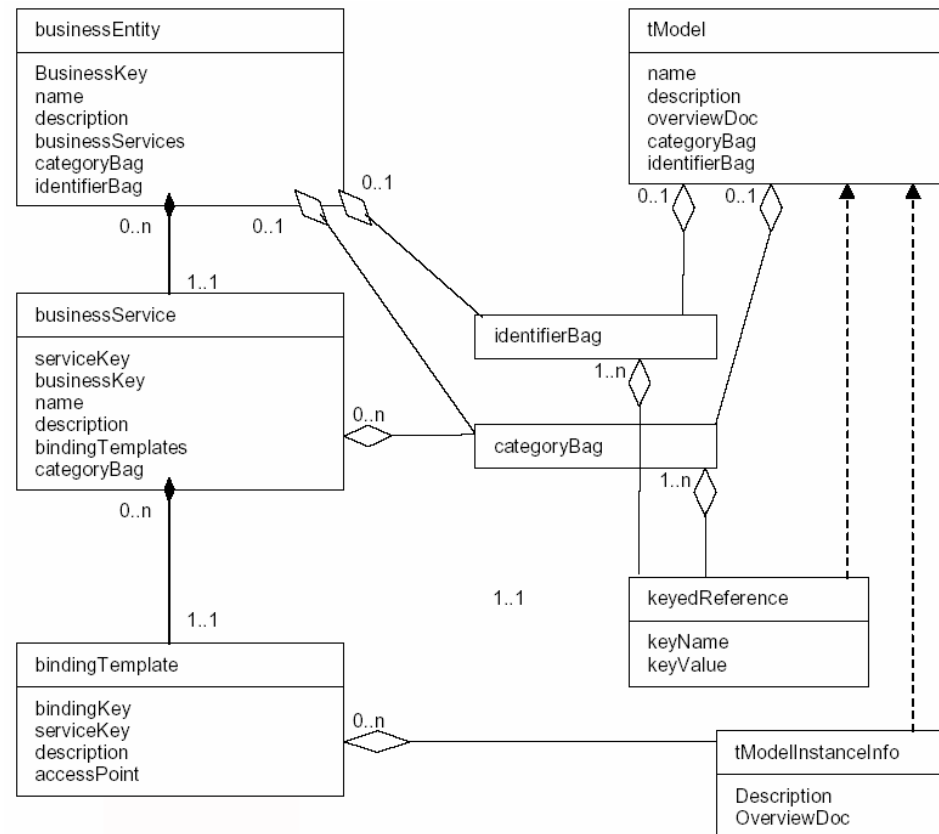 businessEntity
BusinessKey
name
description
businessServices
categoryBag
identifierBag
tModel
name
description
overviewDoc
categoryBag
identifierBag
0..1
0..n
0..1
0..1
0..1
1..1
businessService
serviceKey
businessKey
name
description
bindingTemplates
categoryBag
identifierBag
1..n
0..n
categoryBag
1..n
0..n
1..1
1..1
keyedReference
keyName
keyValue
bindingTemplate
bindingKey
serviceKey
description
accessPoint
0..n
tModelInstanceInfo
Description
OverviewDoc